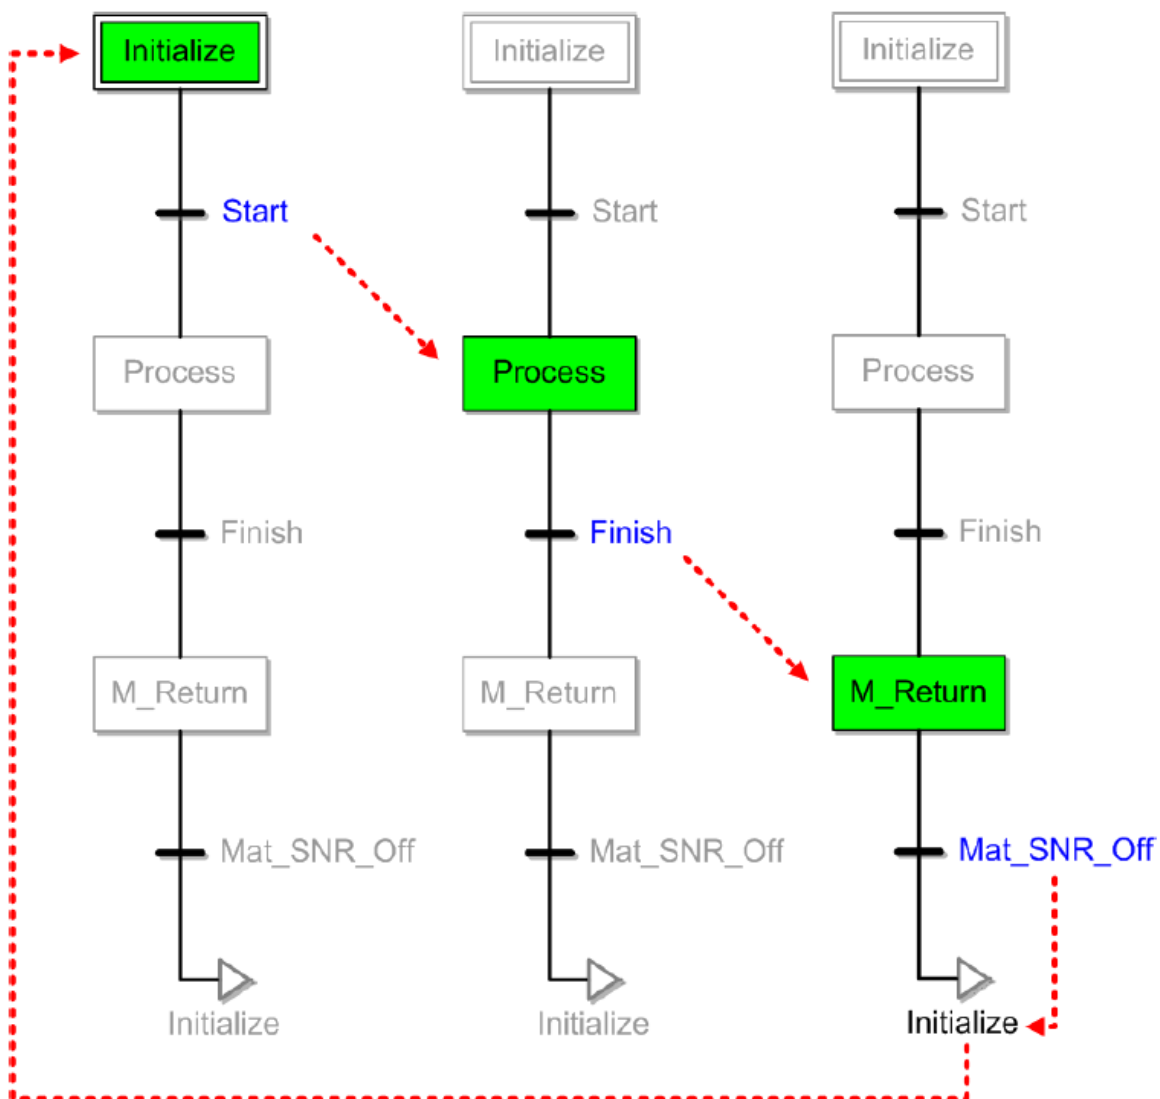 Initialize
Start
Process
Finish
M_Return
Mat_SNR_Off
Initialize
Initialize
Start
Process
Finish
M_Return
Mat_SNR_Off
Initialize
Initialize
Start
Process
Finish
M_Return
Mat_SNR_Off
Initialize